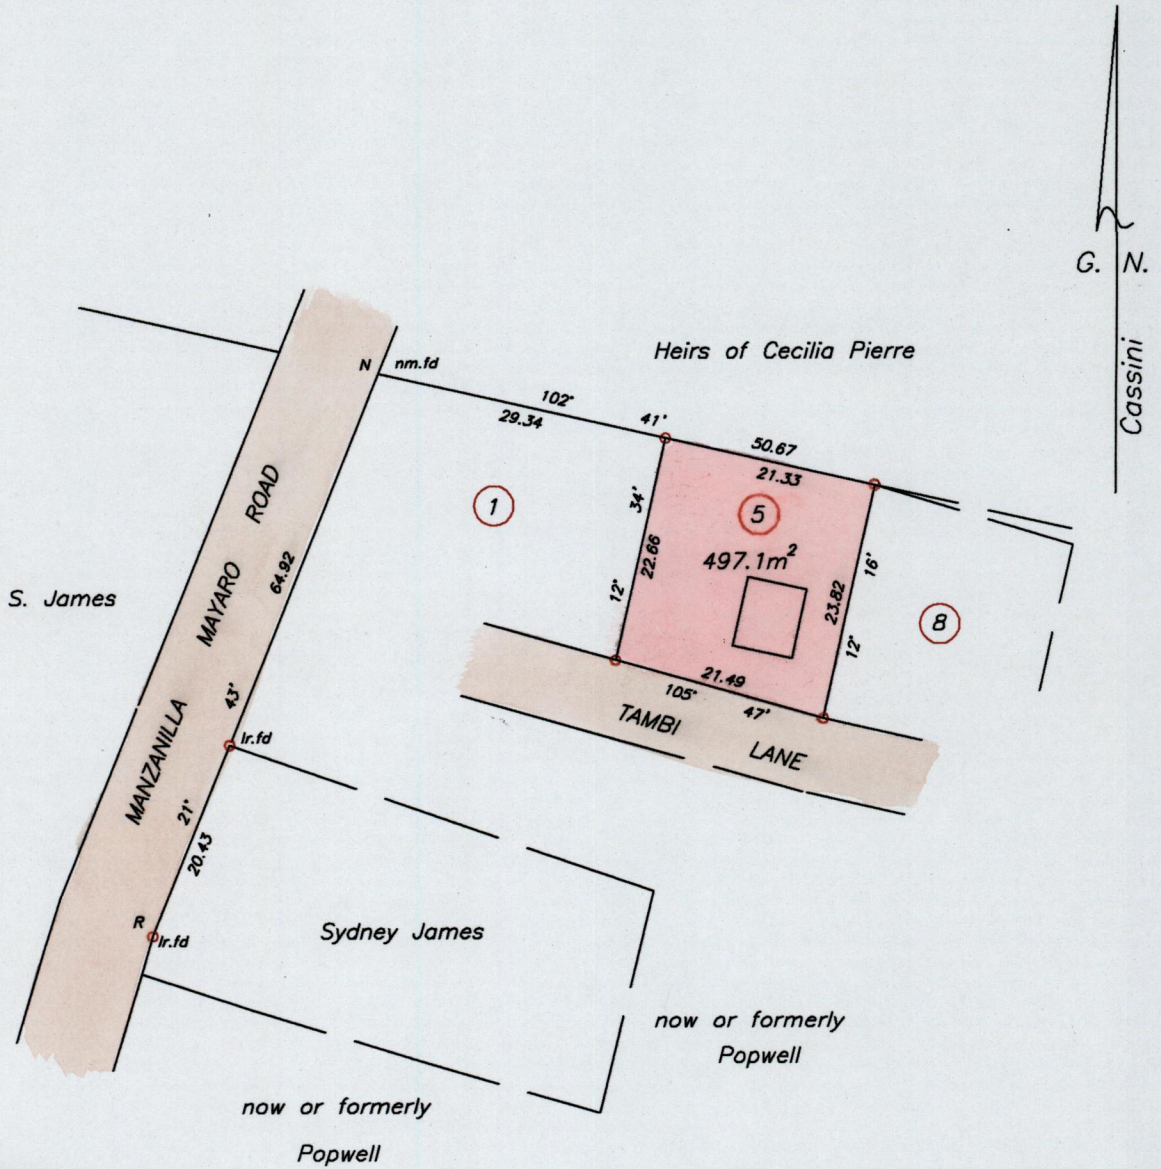 G. N.
Cassini
Heirs of Cecilia Pierre
N nm.fd
102° 41'
29.34
50.67
21.33
1
5
497.1m²
34'
22.66
12°
16'
23.82
12°
8
S. James
MANZANILLA MAYARO ROAD
64.92
43'
21°
20.43
Ir.fd
R
Ir.fd
21.49
105° 47'
TAMBI LANE
Sydney James
now or formerly
Popwell
now or formerly
Popwell